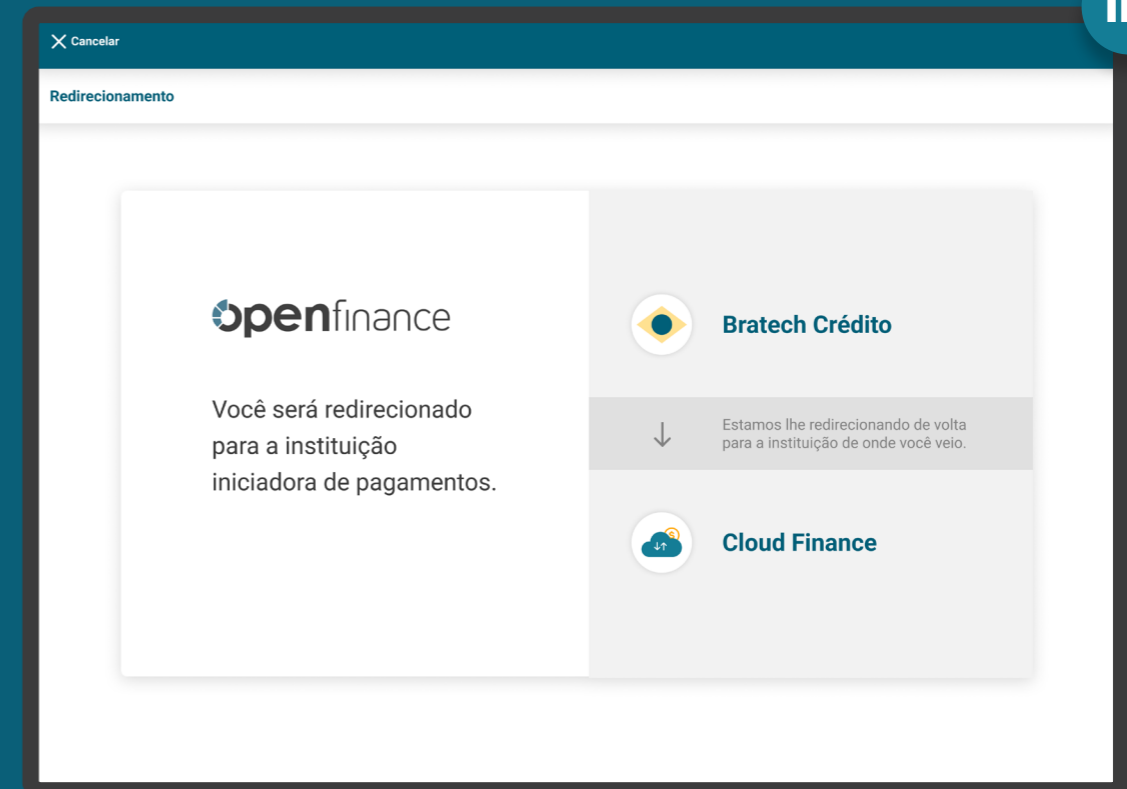 Cancelar
Redirecionamento
openfinance
Você será redirecionado
para a instituição
iniciadora de pagamentos.
Bratech Crédito
Estamos lhe redirecionando de volta
para a instituição de onde você veio.
Cloud Finance